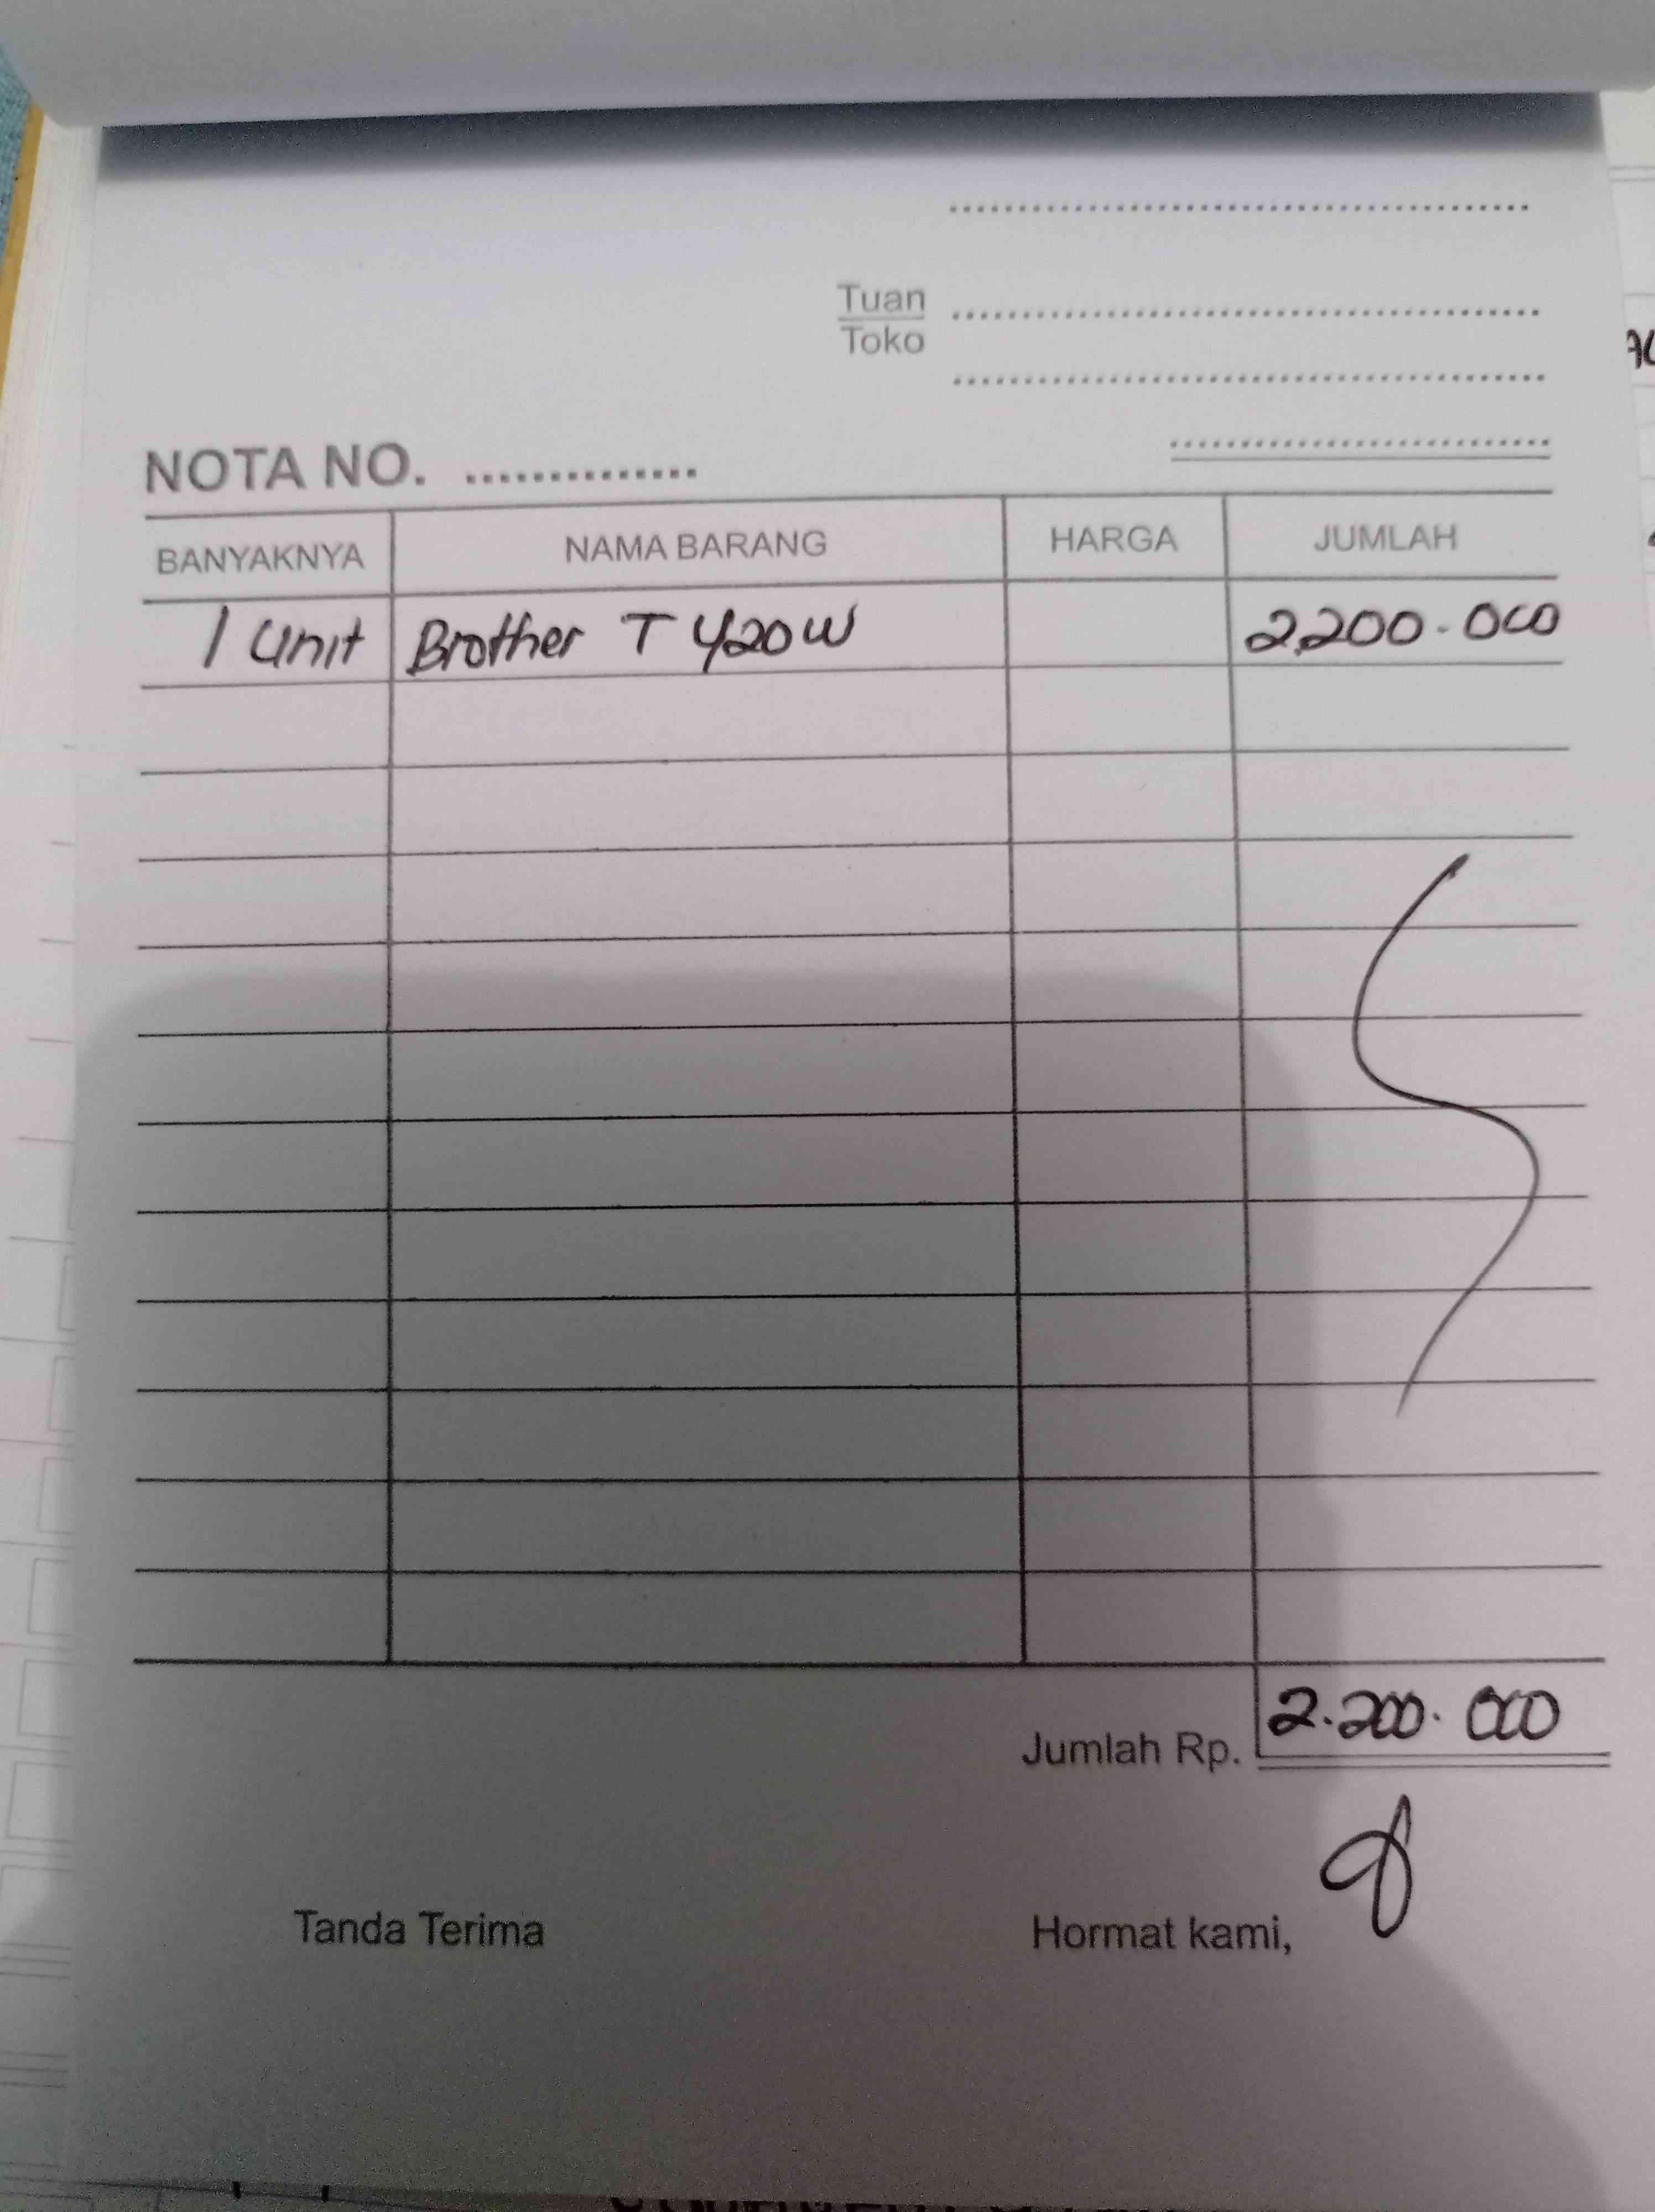 Tuan
Toko
NOTA NO. ..............
BANYAKNYA NAMA BARANG HARGA JUMLAH
1 Unit Brother T 420W 2.200.000
Jumlah Rp. 2.200.000
Tanda Terima Hormat kami,